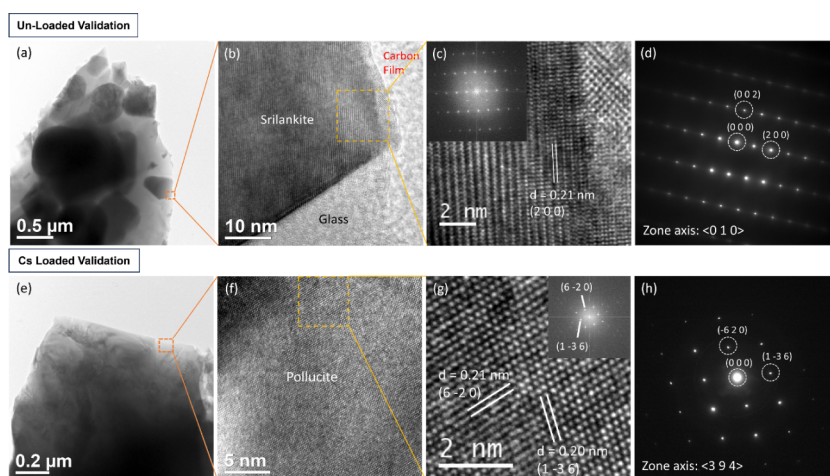 Un-Loaded Validation
(a)
0.5 µm
(b)
Carbon
Film
Srilankite
Glass
10 nm
(c)
d = 0.21 nm
(2 0 0)
2 nm
(d)
(0 0 2)
(0 0 0)
(2 0 0)
Zone axis: <0 1 0>
Cs Loaded Validation
(e)
0.2 µm
(f)
Pollucite
5 nm
(g)
(6 -2 0)
(1 -3 6)
d = 0.21 nm
(6 -2 0)
d = 0.20 nm
(1 -3 6)
2 nm
(h)
(-6 2 0)
(1 -3 6)
(0 0 0)
Zone axis: <3 9 4>